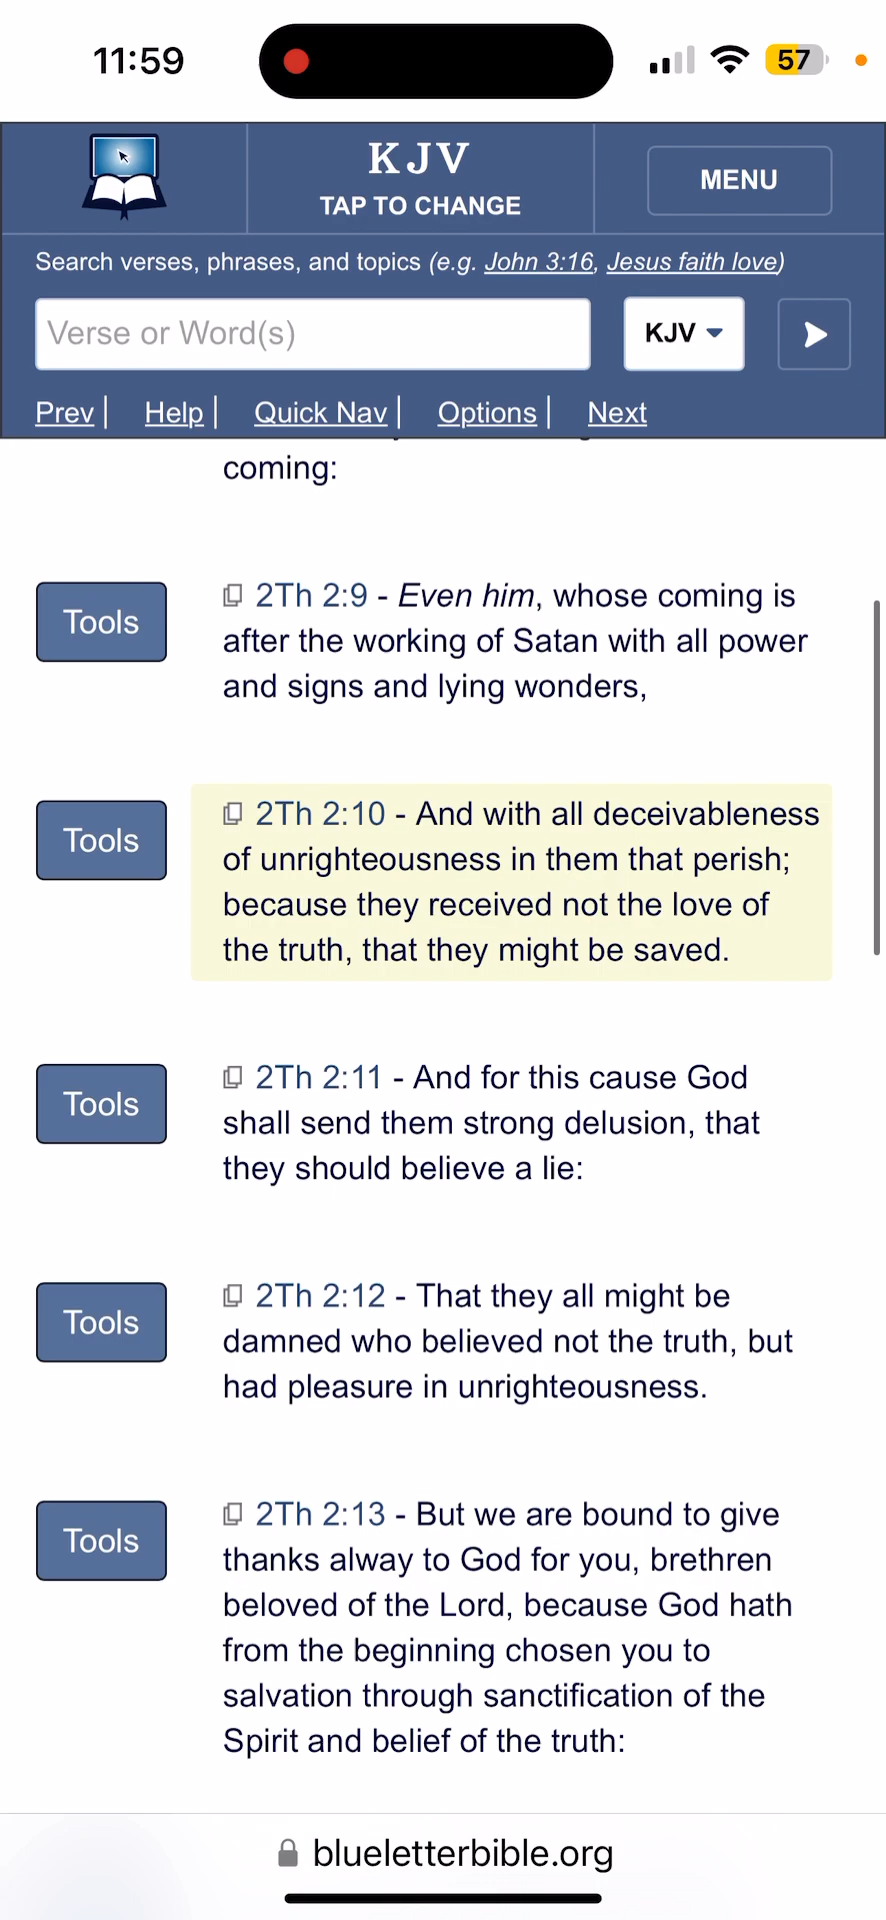 11:59
57
KJV
TAP TO CHANGE
MENU
Search verses, phrases, and topics (e.g. John 3:16, Jesus faith love)
Verse or Word(s)
KJV
Prev | Help | Quick Nav | Options | Next
coming:
Tools
2Th 2:9 - Even him, whose coming is
after the working of Satan with all power
and signs and lying wonders,
Tools
2Th 2:10 - And with all deceivableness
of unrighteousness in them that perish;
because they received not the love of
the truth, that they might be saved.
Tools
2Th 2:11 - And for this cause God
shall send them strong delusion, that
they should believe a lie:
Tools
2Th 2:12 - That they all might be
damned who believed not the truth, but
had pleasure in unrighteousness.
Tools
2Th 2:13 - But we are bound to give
thanks alway to God for you, brethren
beloved of the Lord, because God hath
from the beginning chosen you to
salvation through sanctification of the
Spirit and belief of the truth:
blueletterbible.org